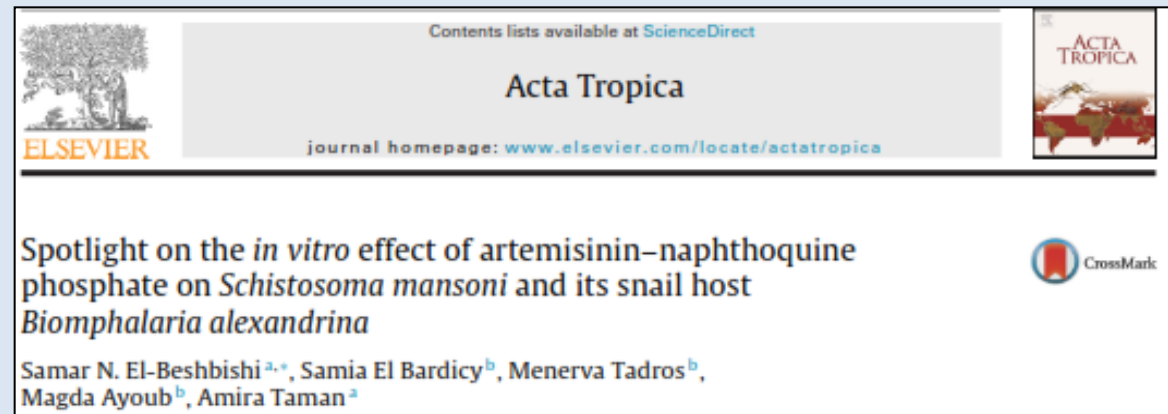 Contents lists available at ScienceDirect
Acta Tropica
journal homepage: www.elsevier.com/locate/actatropica
ELSEVIER
ACTA
TROPICA
Spotlight on the in vitro effect of artemisinin–naphthoquine
phosphate on Schistosoma mansoni and its snail host
Biomphalaria alexandrina
CrossMark
Samar N. El-Beshbishi a,*, Samia El Bardicy b, Menerva Tadros b,
Magda Ayoub b, Amira Taman a